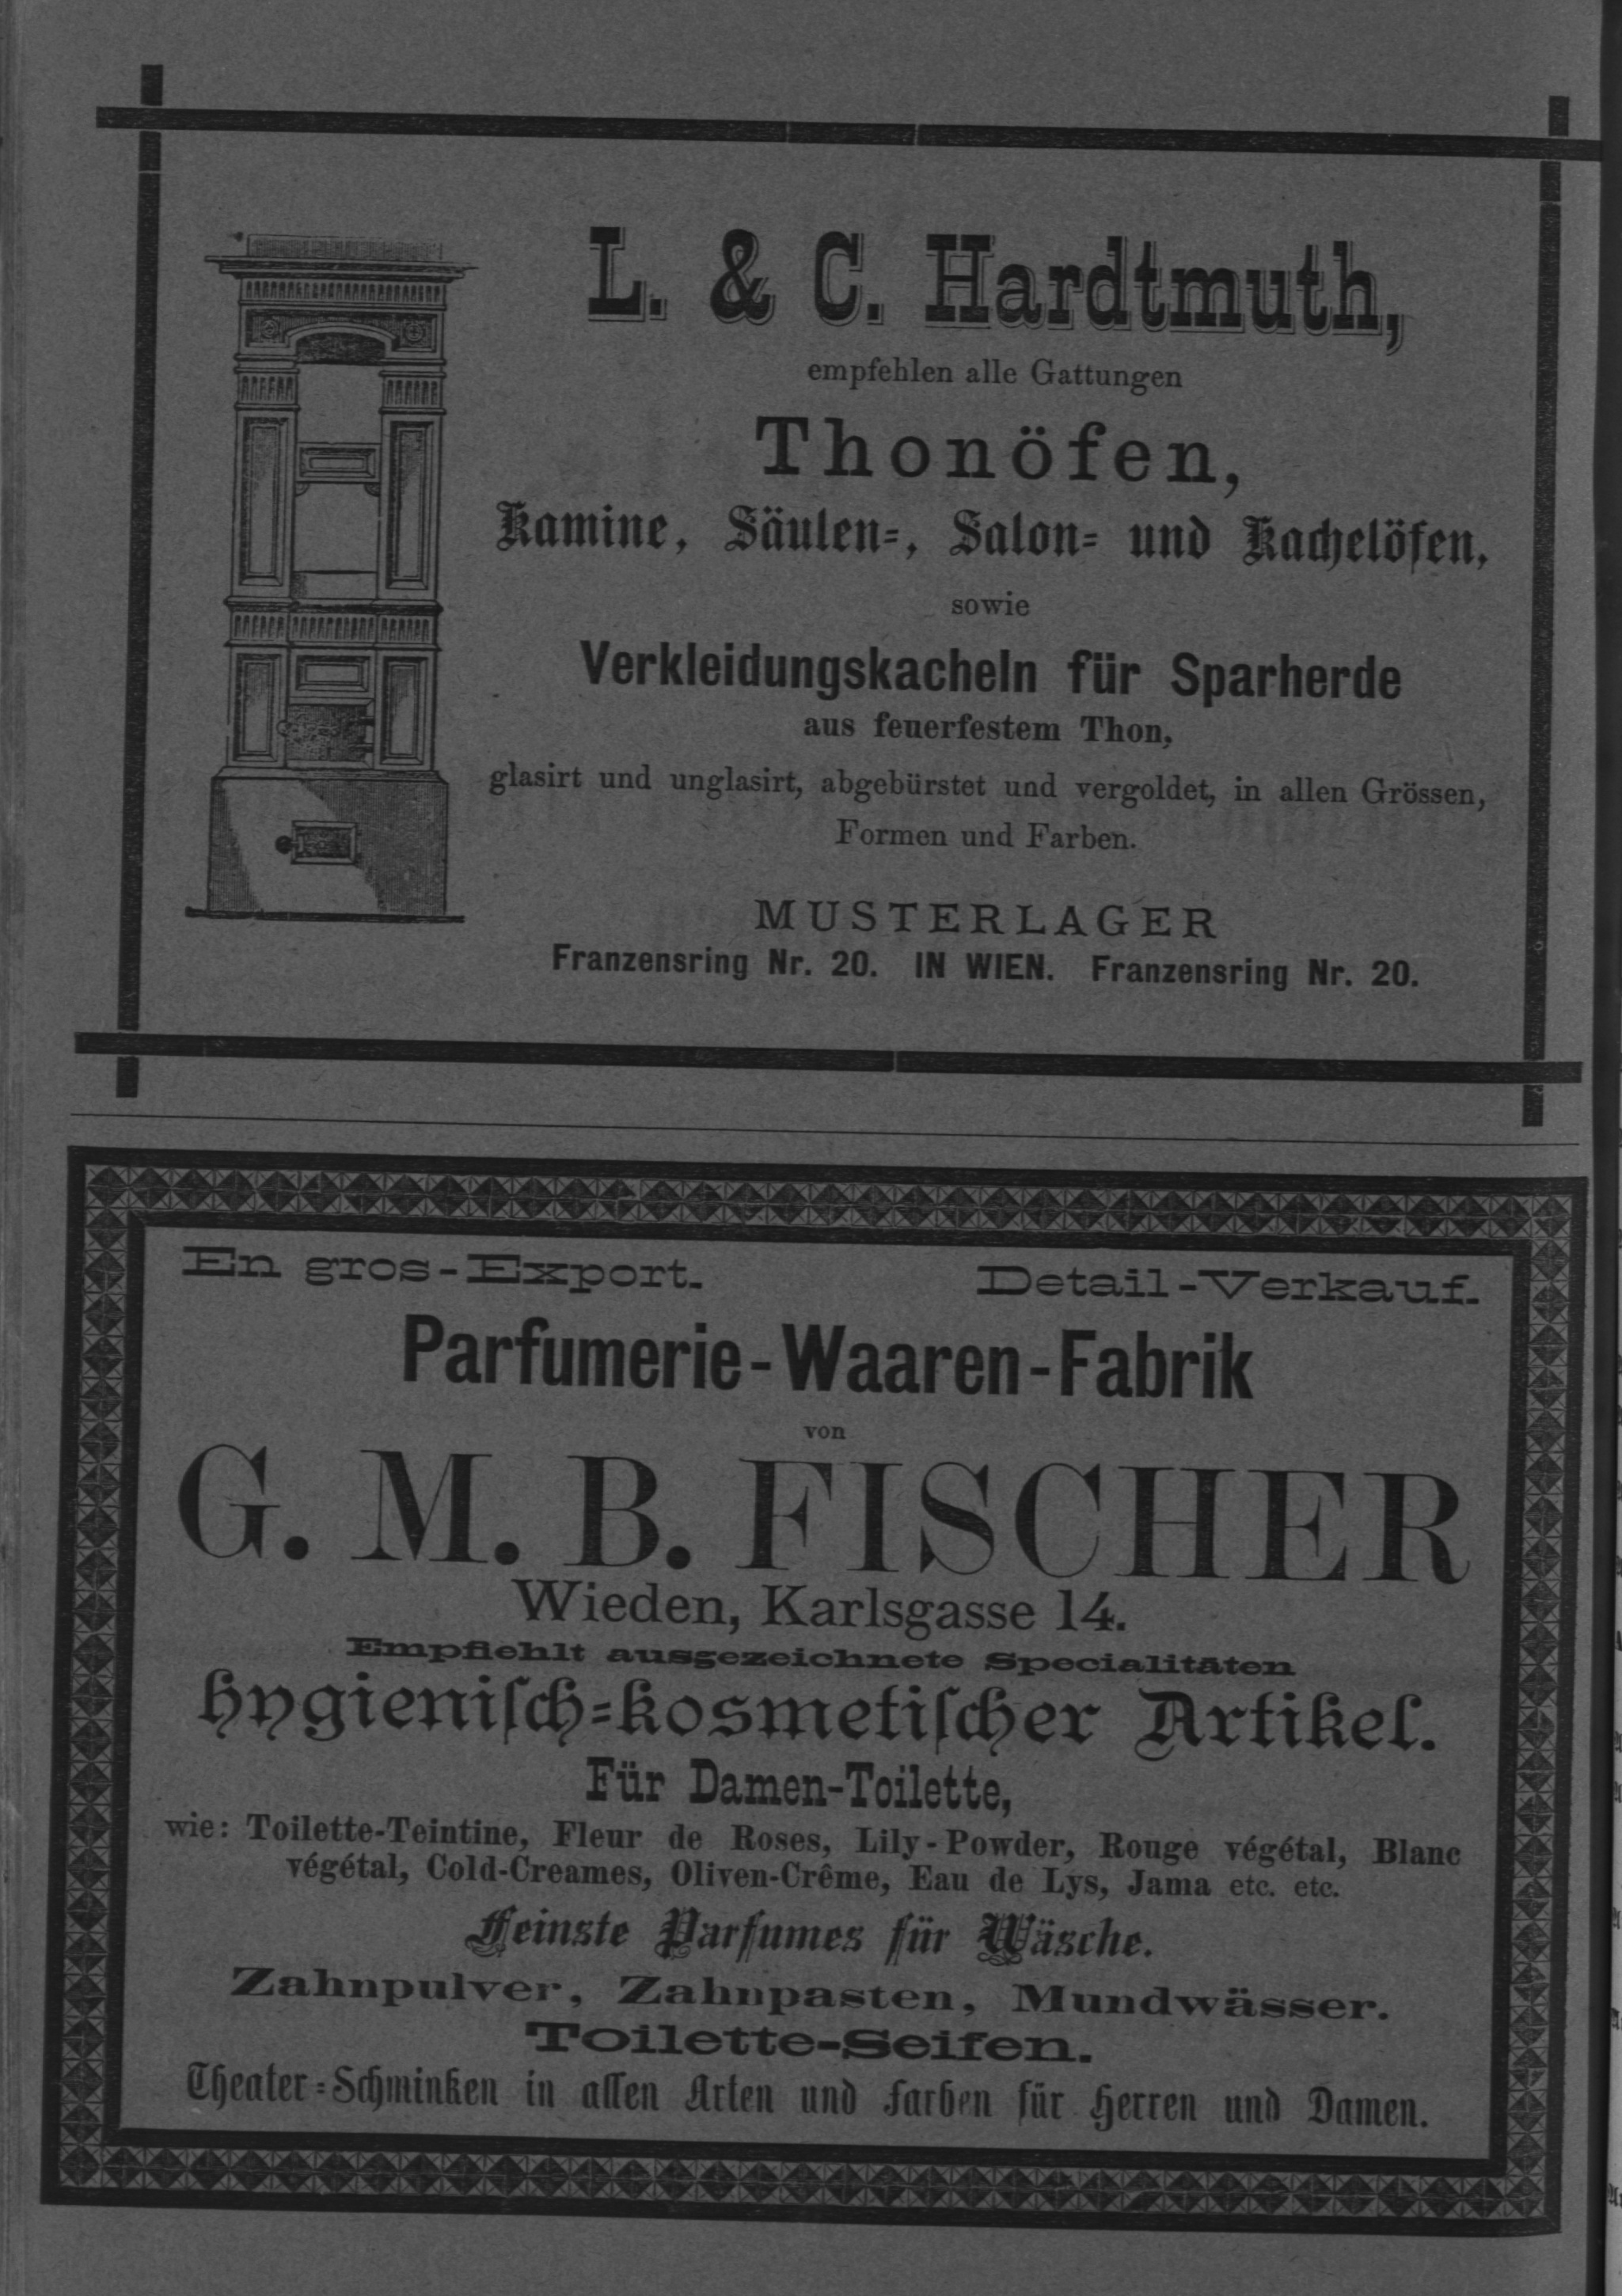 L. & C. Hardtmuth,
empfehlen alle Gattungen
Thonöfen,
Kamine, Säulen-, Salon- und Kachelöfen,
sowie
Verkleidungskacheln für Sparherde
aus feuerfestem Thon,
glasirt und unglasirt, abgebürstet und vergoldet, in allen Grössen,
Formen und Farben.
MUSTERLAGER
Franzensring Nr. 20. IN WIEN. Franzensring Nr. 20.
En gros-Export. Detail-Verkauf.
Parfumerie-Waaren-Fabrik
von
G. M. B. FISCHER
Wieden, Karlsgasse 14.
Empfiehlt ausgezeichnete Specialitäten
hygieniſch-kosmetiſcher Artikel.
Für Damen-Toilette,
wie: Toilette-Teintine, Fleur de Roses, Lily-Powder, Rouge végétal, Blanc
végétal, Cold-Creames, Oliven-Crême, Eau de Lys, Jama etc. etc.
Feinste Parfumes für Wäsche.
Zahnpulver, Zahnpasten, Mundwässer.
Toilette-Seifen.
Theater-Schminken in allen Arten und Farben für Herren und Damen.